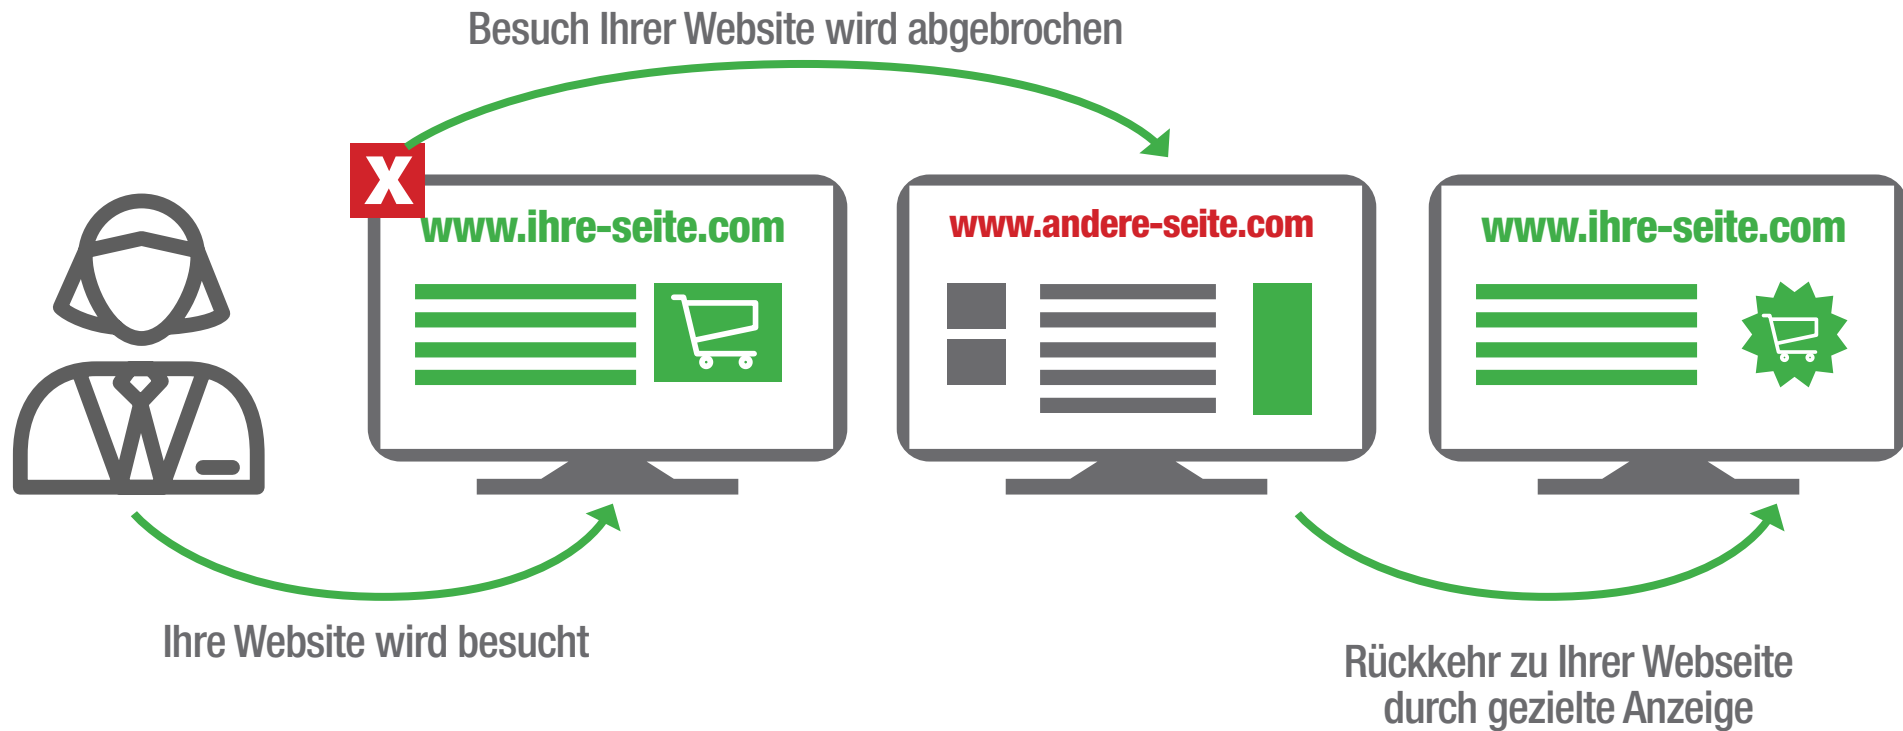 Besuch Ihrer Website wird abgebrochen
X
www.ihre-seite.com
www.andere-seite.com
www.ihre-seite.com
Ihre Website wird besucht
Rückkehr zu Ihrer Webseite
durch gezielte Anzeige